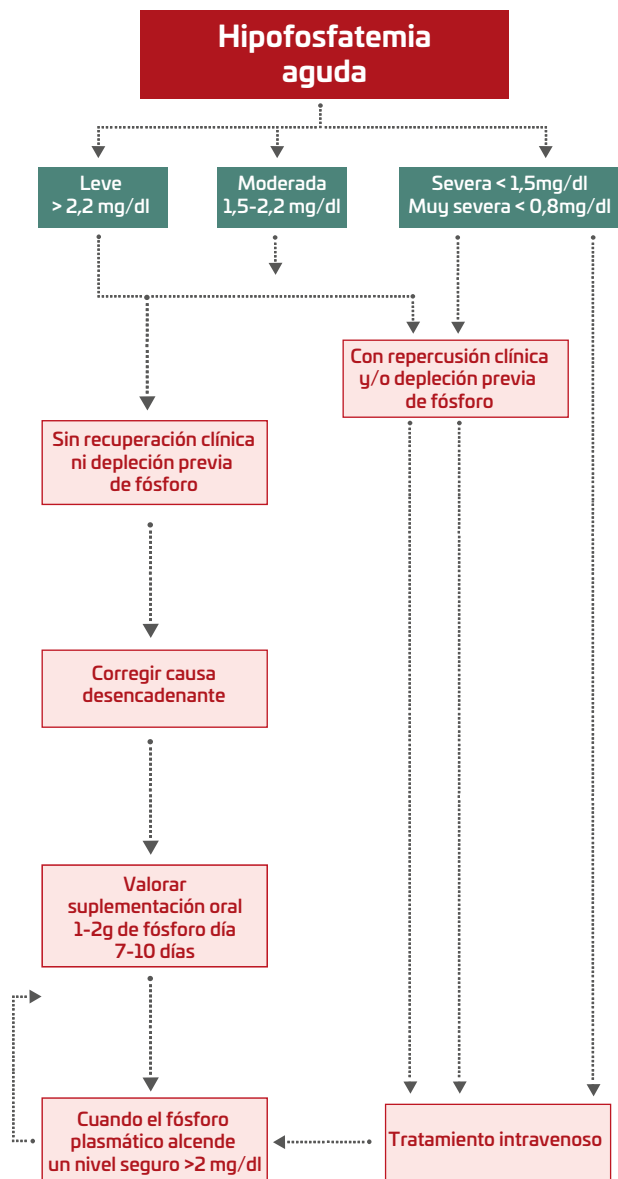 Hipofosfatemia
aguda
Leve
> 2,2 mg/dl
Moderada
1,5-2,2 mg/dl
Severa < 1,5mg/dl
Muy severa < 0,8mg/dl
Con repercusión clínica
y/o depleción previa
de fósforo
Sin recuperación clínica
ni depleción previa
de fósforo
Corregir causa
desencadenante
Valorar
suplementación oral
1-2g de fósforo día
7-10 días
Cuando el fósforo
plasmático alcende
un nivel seguro >2 mg/dl
Tratamiento intravenoso